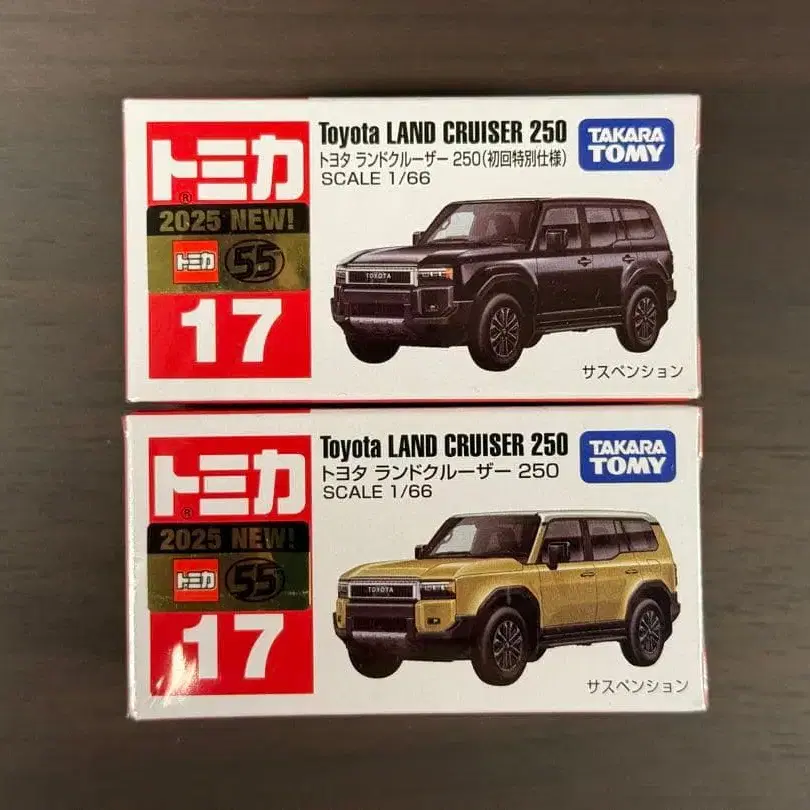 トミカ
®
2025 NEW!
トミカ 55
17
Toyota LAND CRUISER 250
トヨタ ランドクルーザー 250(初回特別仕様)
SCALE 1/66
TAKARA
TOMY
TOYOTA
サスペンション
トミカ
®
2025 NEW!
トミカ 55
17
Toyota LAND CRUISER 250
トヨタ ランドクルーザー 250
SCALE 1/66
TAKARA
TOMY
TOYOTA
サスペンション